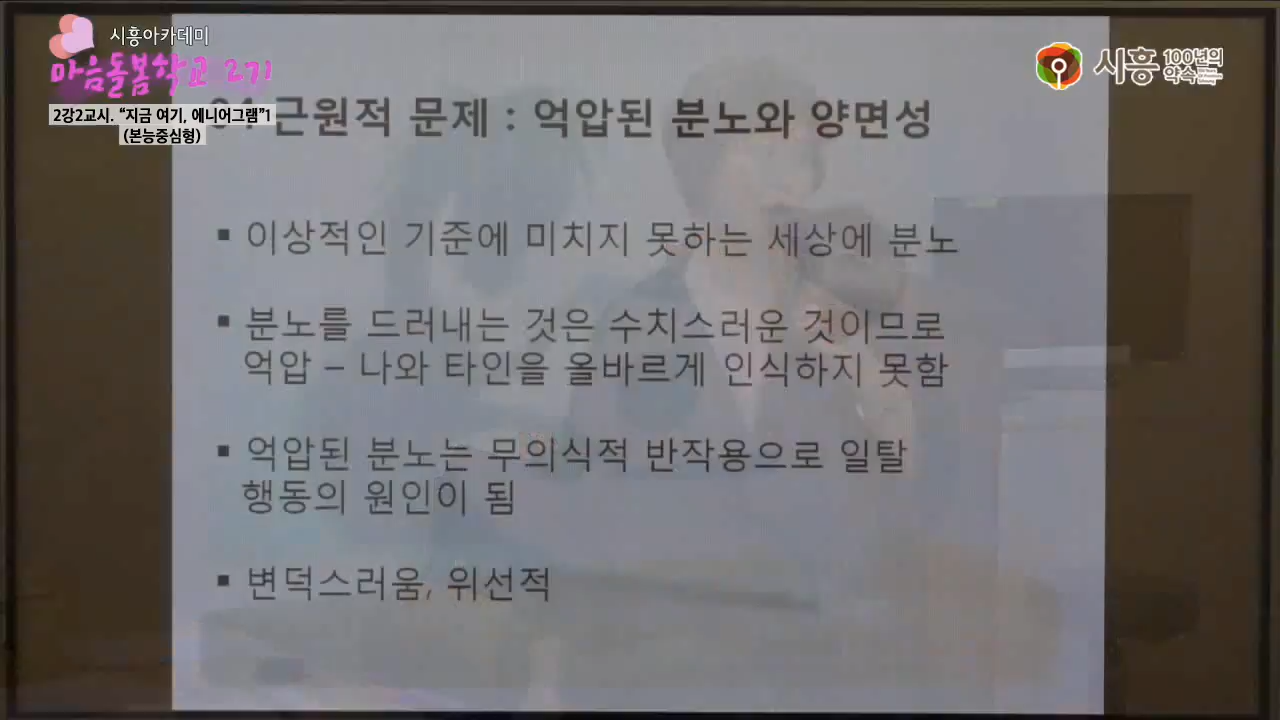 시흥아카데미
마음돌봄학교 2기
2강2교시. “지금 여기, 에니어그램”1
(본능중심형)
시흥 100년의
약속
근원적 문제 : 억압된 분노와 양면성
▪ 이상적인 기준에 미치지 못하는 세상에 분노
▪ 분노를 드러내는 것은 수치스러운 것이므로
억압 – 나와 타인을 올바르게 인식하지 못함
▪ 억압된 분노는 무의식적 반작용으로 일탈
행동의 원인이 됨
▪ 변덕스러움, 위선적